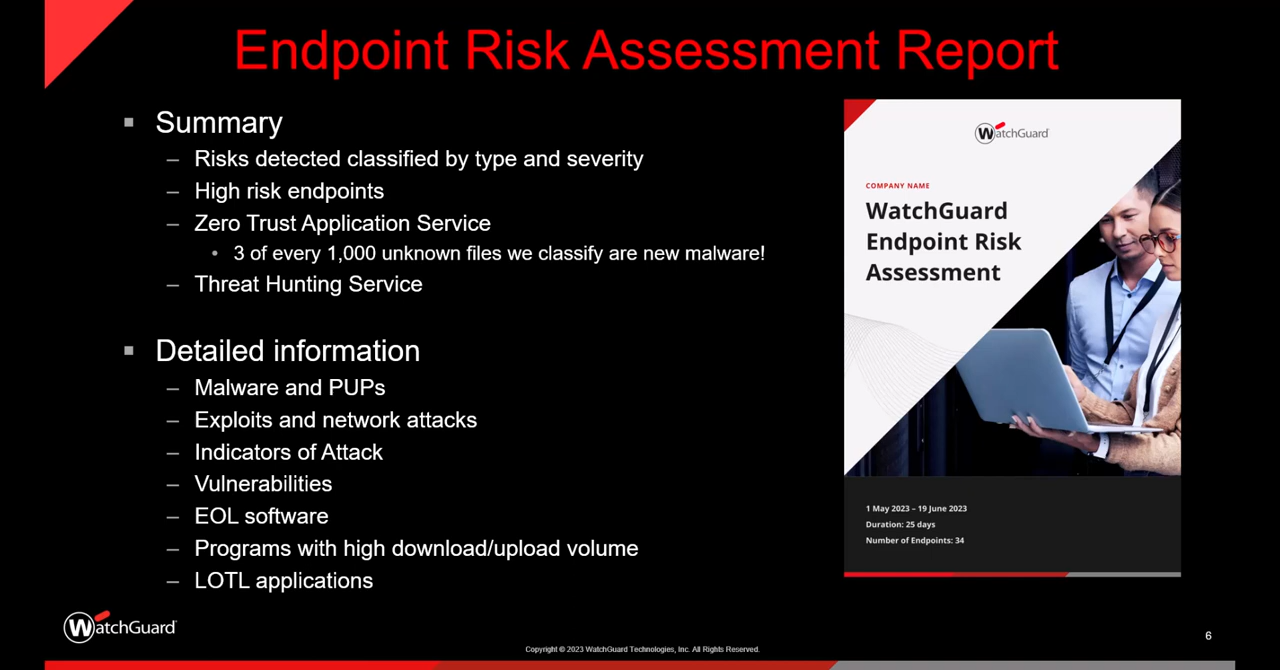 Endpoint Risk Assessment Report
▪ Summary
– Risks detected classified by type and severity
– High risk endpoints
– Zero Trust Application Service
• 3 of every 1,000 unknown files we classify are new malware!
– Threat Hunting Service
▪ Detailed information
– Malware and PUPs
– Exploits and network attacks
– Indicators of Attack
– Vulnerabilities
– EOL software
– Programs with high download/upload volume
– LOTL applications
WatchGuard
COMPANY NAME
WatchGuard
Endpoint Risk
Assessment
1 May 2023 – 19 June 2023
Duration: 25 days
Number of Endpoints: 34
WatchGuard
Copyright © 2023 WatchGuard Technologies, Inc. All Rights Reserved.
6